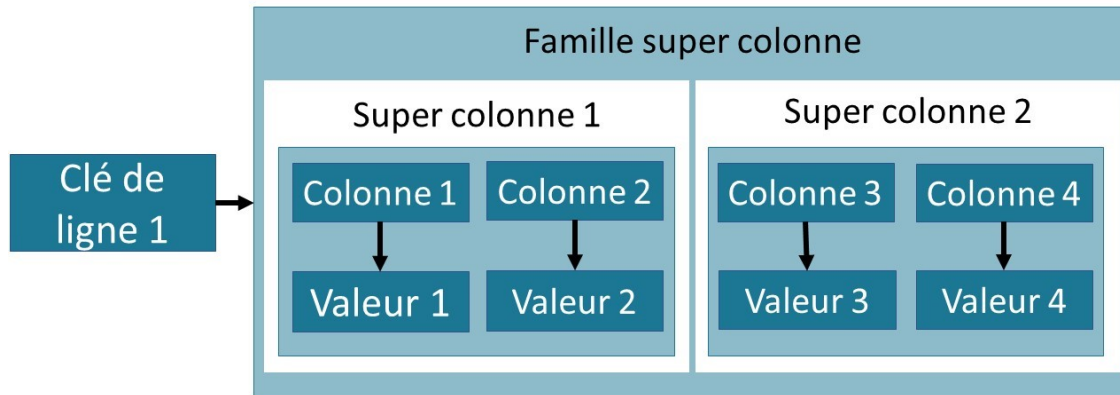 Famille super colonne
Super colonne 1
Super colonne 2
Clé de
ligne 1
Colonne 1
Colonne 2
Colonne 3
Colonne 4
Valeur 1
Valeur 2
Valeur 3
Valeur 4